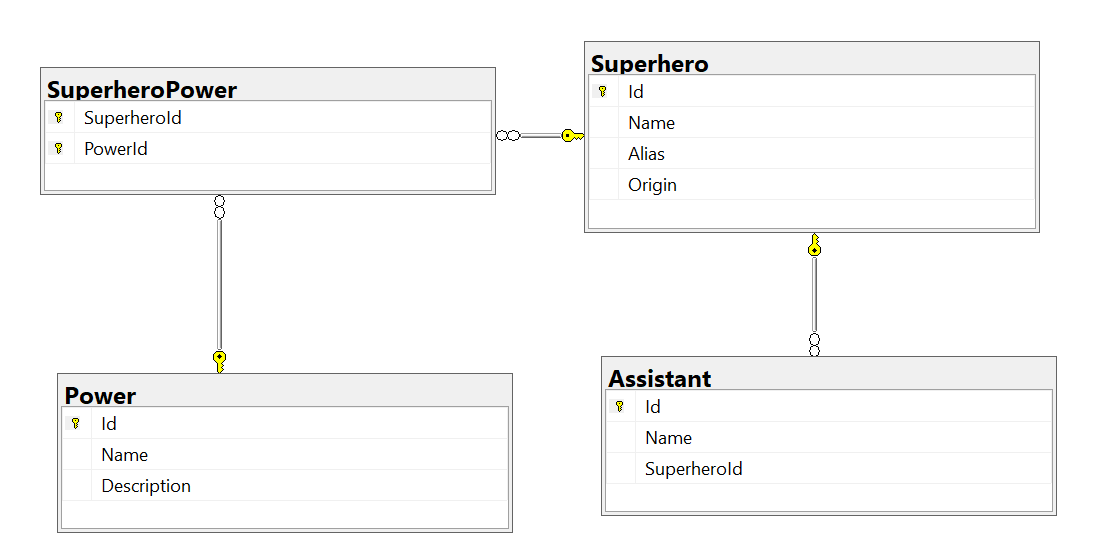 SuperheroPower
SuperheroId
PowerId
Superhero
Id
Name
Alias
Origin
Power
Id
Name
Description
Assistant
Id
Name
SuperheroId